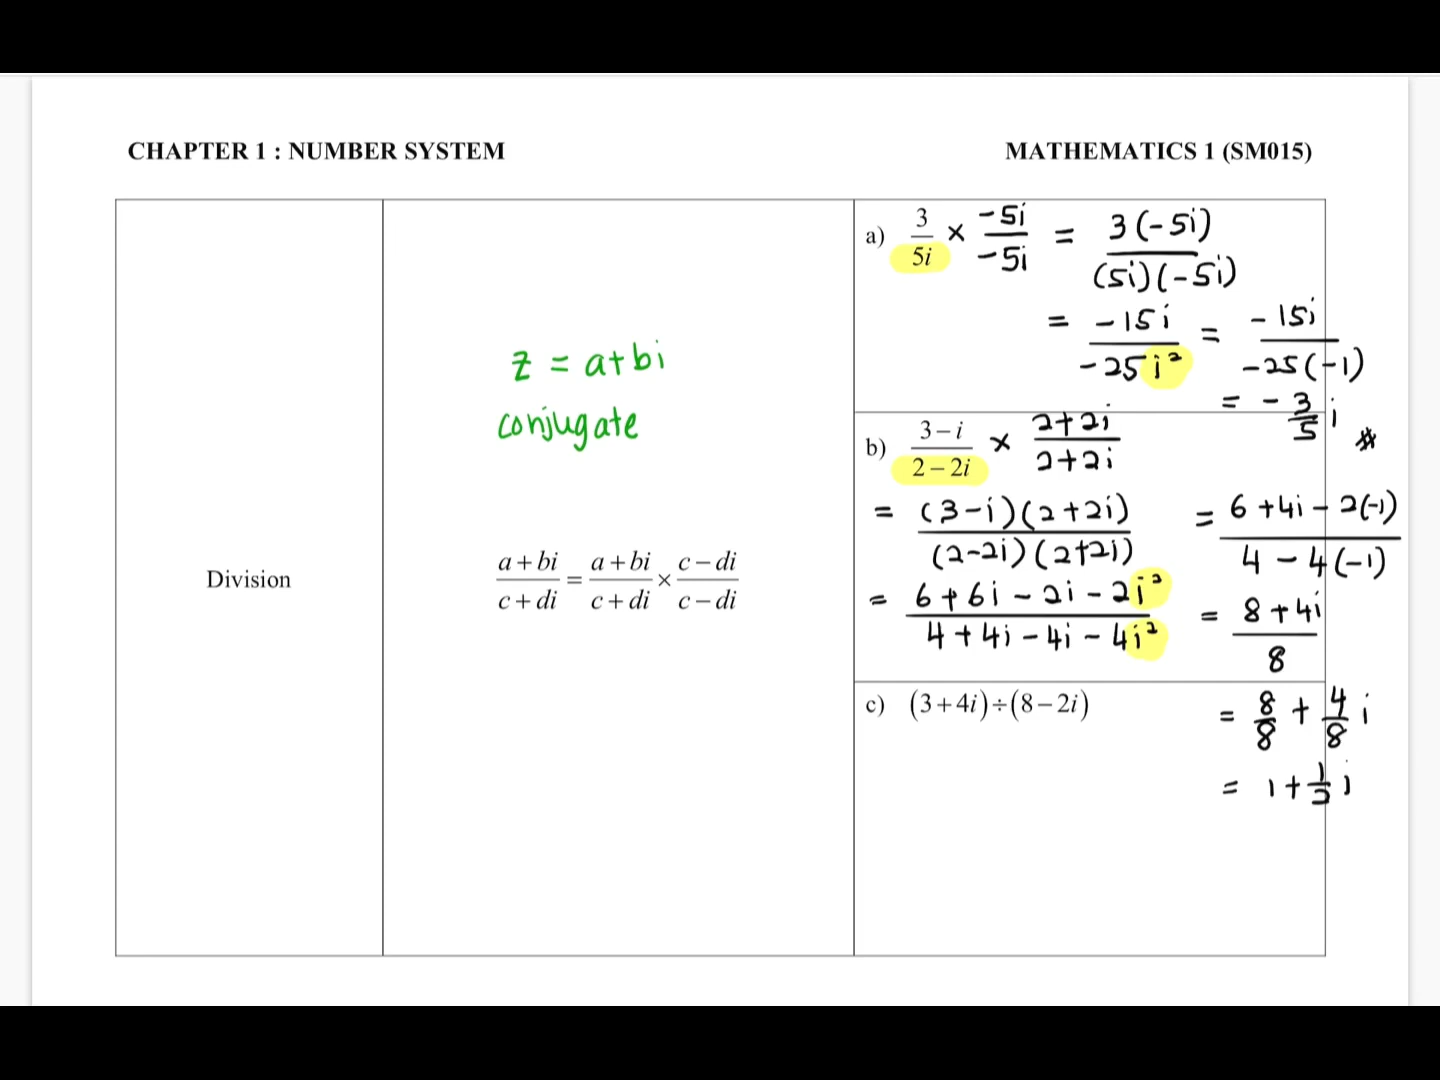 CHAPTER 1 : NUMBER SYSTEM
MATHEMATICS 1 (SM015)
Division
z = a+bi
conjugate
a + bi / c + di = a + bi / c + di × c − di / c − di
a) 3 / 5i × -5i / -5i = 3(-5i) / (5i)(-5i)
= -15i / -25i² = -15i / -25(-1)
= - 3/5 i #
b) 3 − i / 2 − 2i × 2+2i / 2+2i
= (3-i)(2+2i) / (2-2i)(2+2i)
= 6+6i-2i-2i² / 4+4i-4i-4i²
= 6+4i-2(-1) / 4-4(-1)
= 8+4i / 8
= 8/8 + 4/8 i
= 1+ 1/2 i
c) (3 + 4i) ÷ (8 − 2i)